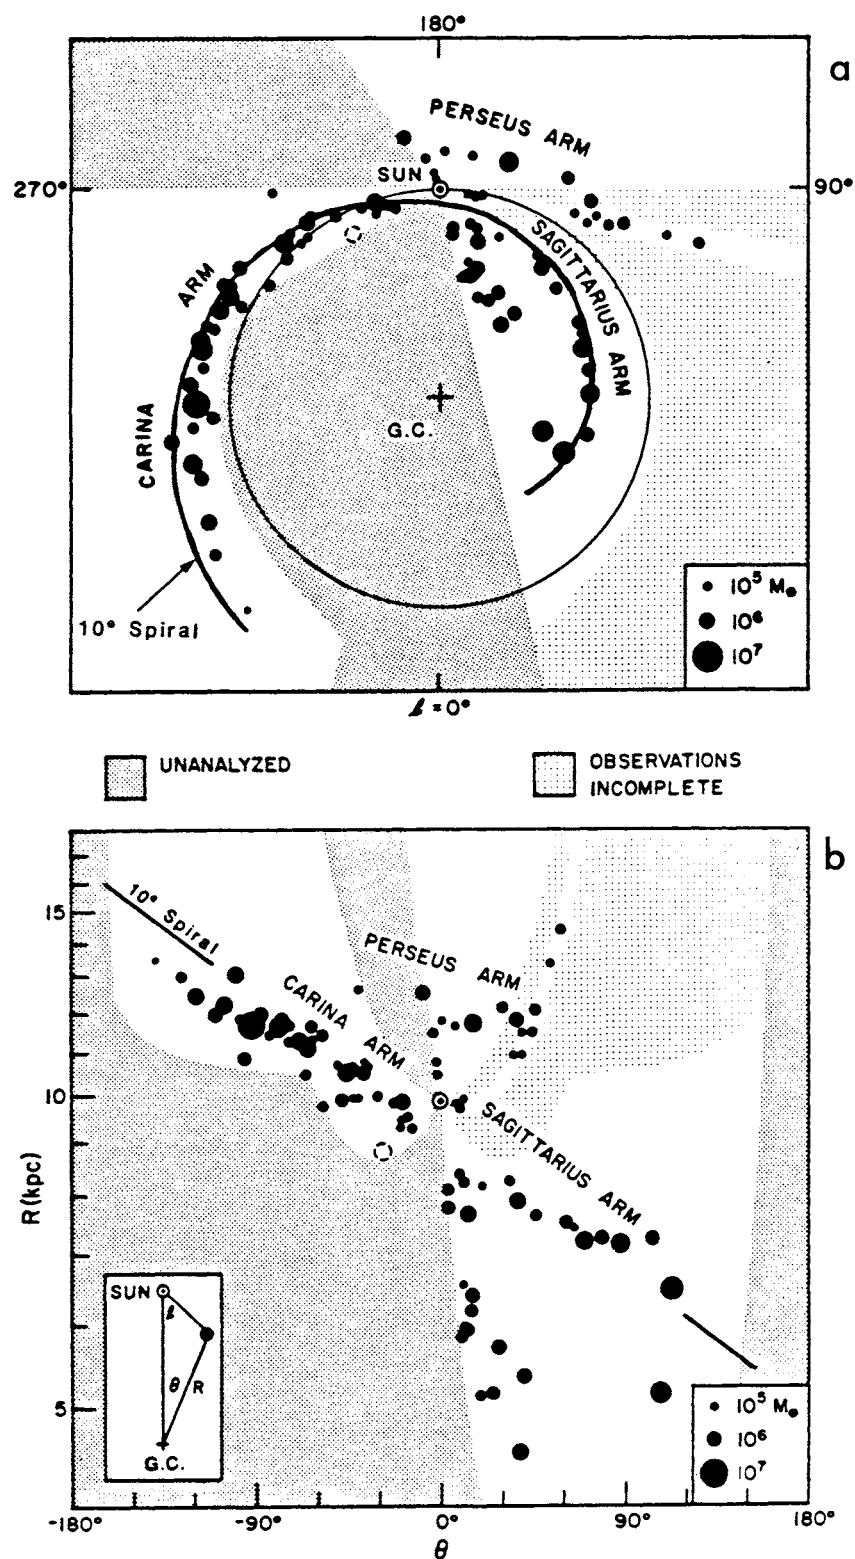 180°
a
PERSEUS ARM
SUN
270°
90°
SAGITTARIUS ARM
ARM
CARINA
G.C.
10° Spiral
10⁵ M
10⁶
10⁷
ℓ = 0°
UNANALYZED
OBSERVATIONS
INCOMPLETE
b
10° Spiral
15
PERSEUS ARM
CARINA ARM
10
SAGITTARIUS ARM
R (kpc)
SUN
ℓ
θ R
G.C.
5
10⁵ M
10⁶
10⁷
-180° -90° 0° 90° 180°
θ